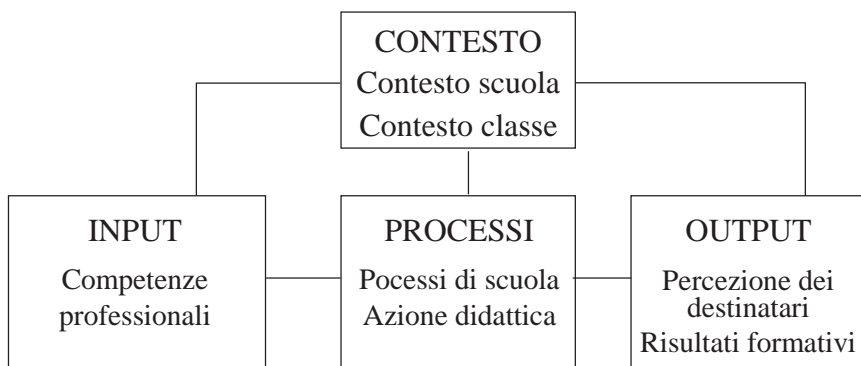 CONTESTO
Contesto scuola
Contesto classe
INPUT
Competenze
professionali
PROCESSI
Pocessi di scuola
Azione didattica
OUTPUT
Percezione dei
destinatari
Risultati formativi